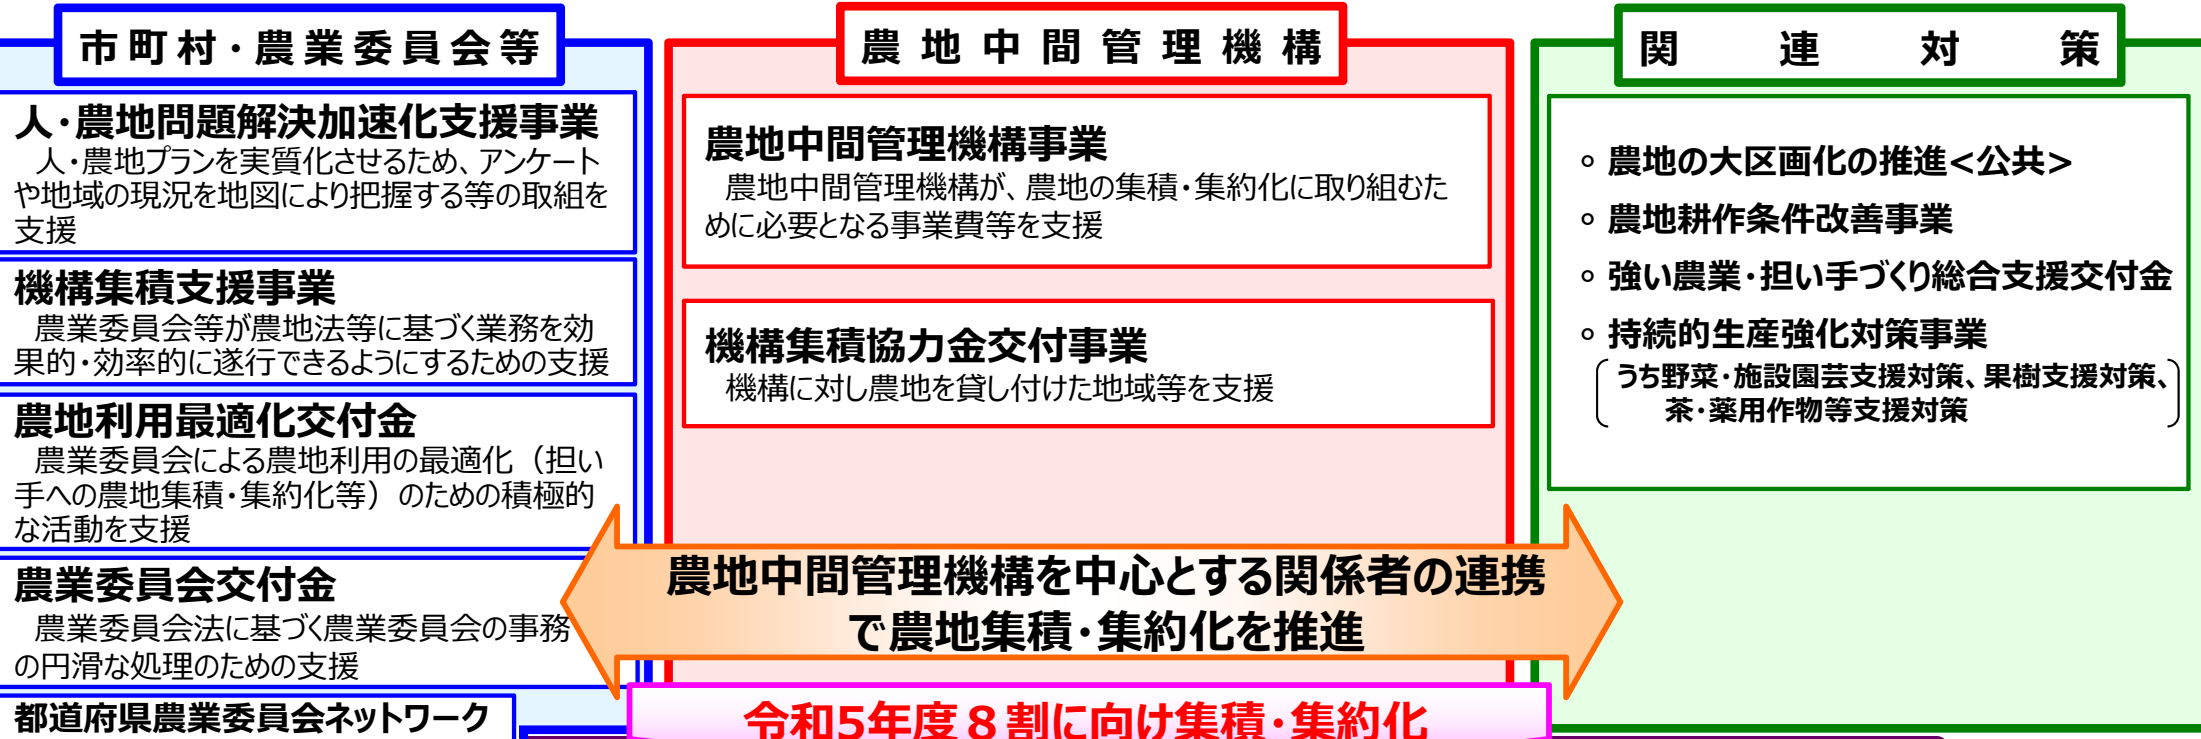 市町村・農業委員会等
人・農地問題解決加速化支援事業
人・農地プランを実質化させるため、アンケート
や地域の現況を地図により把握する等の取組を
支援
機構集積支援事業
農業委員会等が農地法等に基づく業務を効
果的・効率的に遂行できるようにするための支援
農地利用最適化交付金
農業委員会による農地利用の最適化（担い
手への農地集積・集約化等）のための積極的
な活動を支援
農業委員会交付金
農業委員会法に基づく農業委員会の事務
の円滑な処理のための支援
都道府県農業委員会ネットワーク
農地中間管理機構
農地中間管理機構事業
農地中間管理機構が、農地の集積・集約化に取り組むた
めに必要となる事業費等を支援
機構集積協力金交付事業
機構に対し農地を貸し付けた地域等を支援
関連対策
。農地の大区画化の推進<公共>
。農地耕作条件改善事業
。強い農業・担い手づくり総合支援交付金
。持続的生産強化対策事業
うち野菜・施設園芸支援対策、果樹支援対策、
茶・薬用作物等支援対策
農地中間管理機構を中心とする関係者の連携
で農地集積・集約化を推進
令和5年度８割に向け集積・集約化